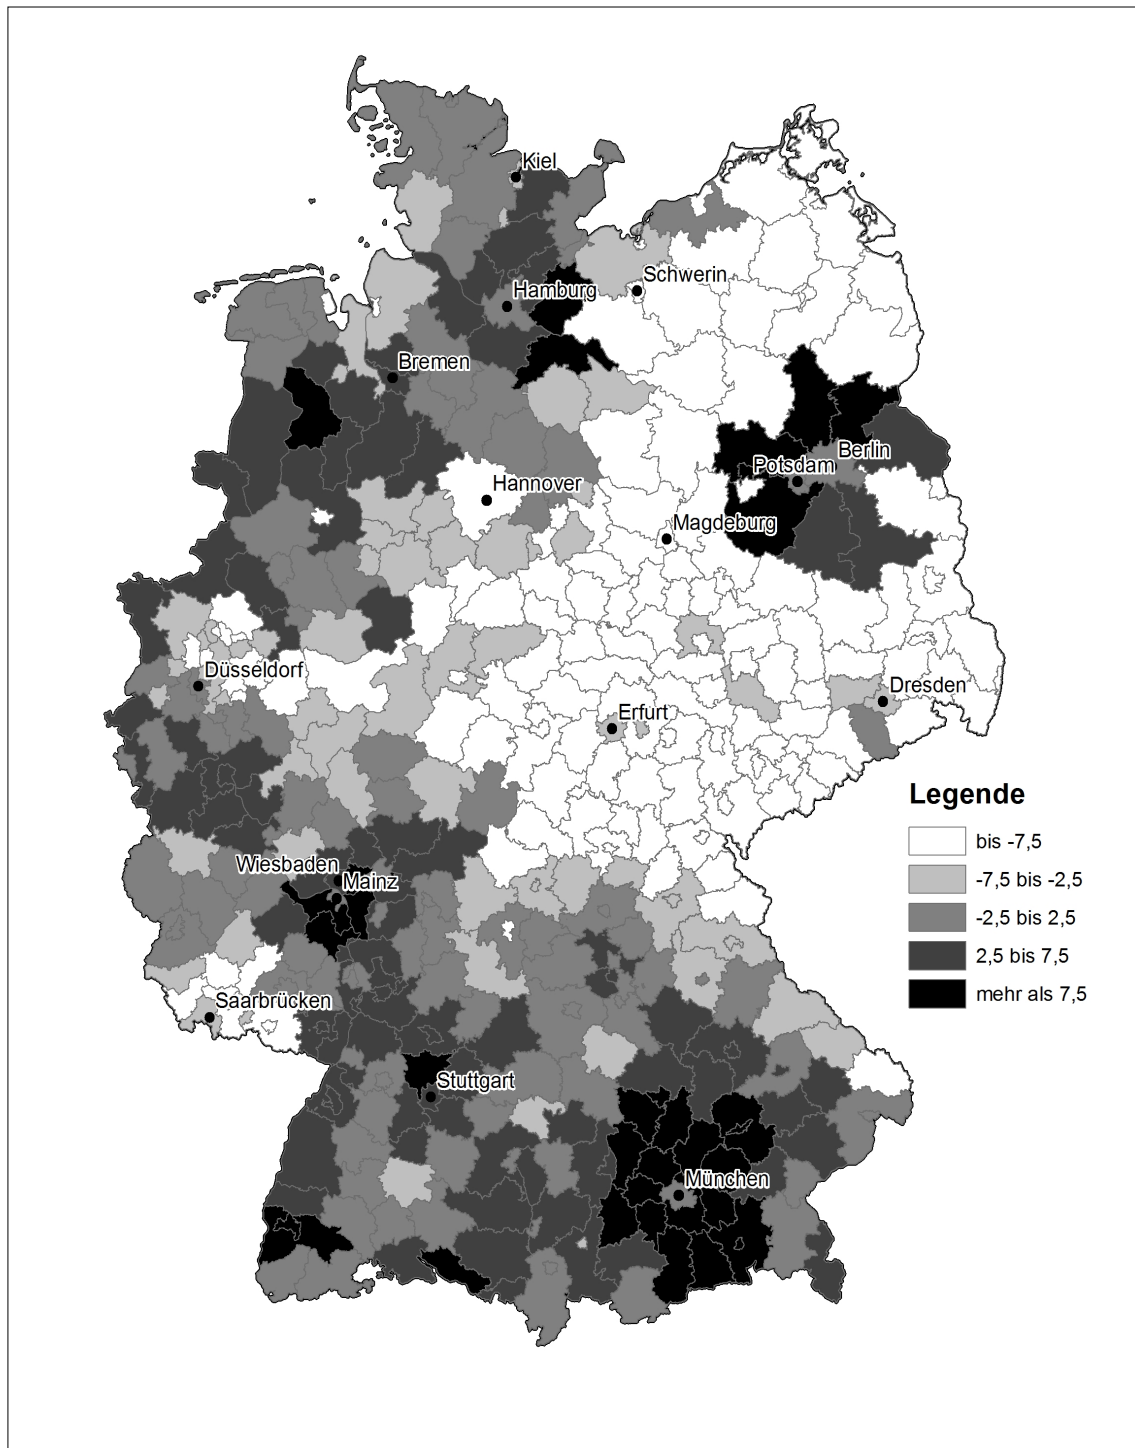 Kiel
Schwerin
Hamburg
Bremen
Berlin
Potsdam
Hannover
Magdeburg
Düsseldorf
Dresden
Erfurt
Legende
bis -7,5
-7,5 bis -2,5
-2,5 bis 2,5
2,5 bis 7,5
mehr als 7,5
Wiesbaden
Mainz
Saarbrücken
Stuttgart
München